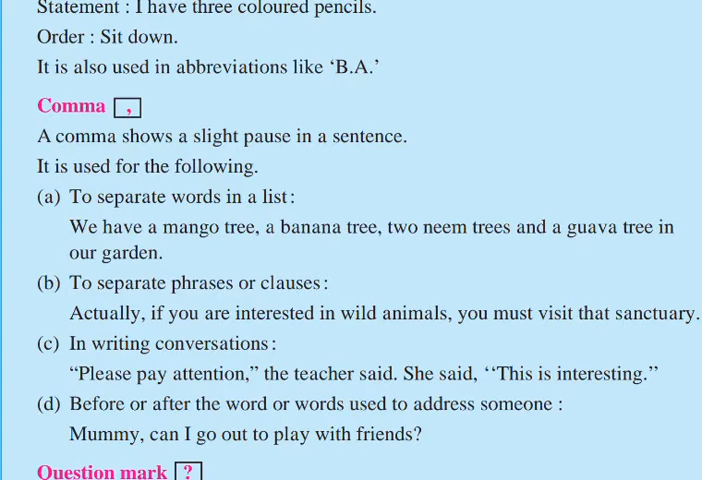 Statement : I have three coloured pencils.
Order : Sit down.
It is also used in abbreviations like ‘B.A.’
Comma ,
A comma shows a slight pause in a sentence.
It is used for the following.
(a) To separate words in a list :
We have a mango tree, a banana tree, two neem trees and a guava tree in
our garden.
(b) To separate phrases or clauses :
Actually, if you are interested in wild animals, you must visit that sanctuary.
(c) In writing conversations :
“Please pay attention,” the teacher said. She said, ‘‘This is interesting.’’
(d) Before or after the word or words used to address someone :
Mummy, can I go out to play with friends?
Question mark ?